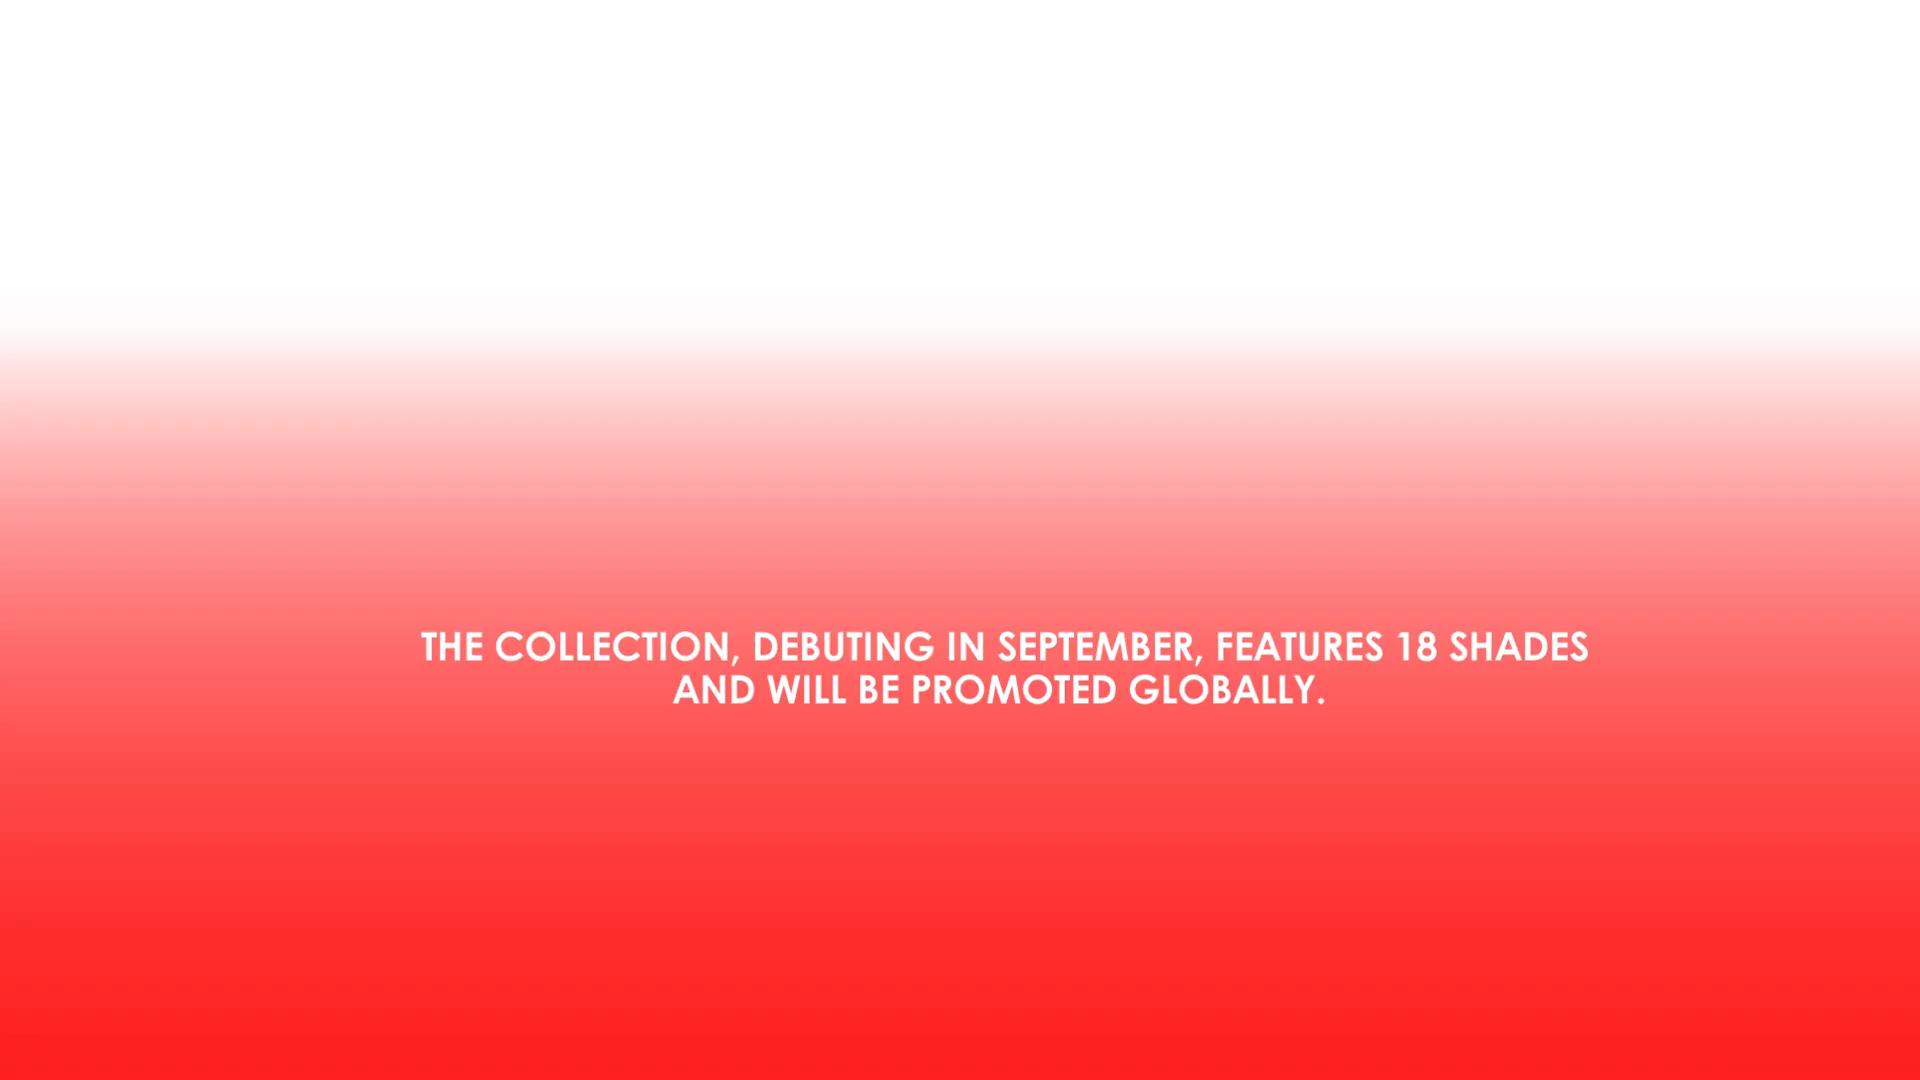 THE COLLECTION, DEBUTING IN SEPTEMBER, FEATURES 18 SHADES
AND WILL BE PROMOTED GLOBALLY.